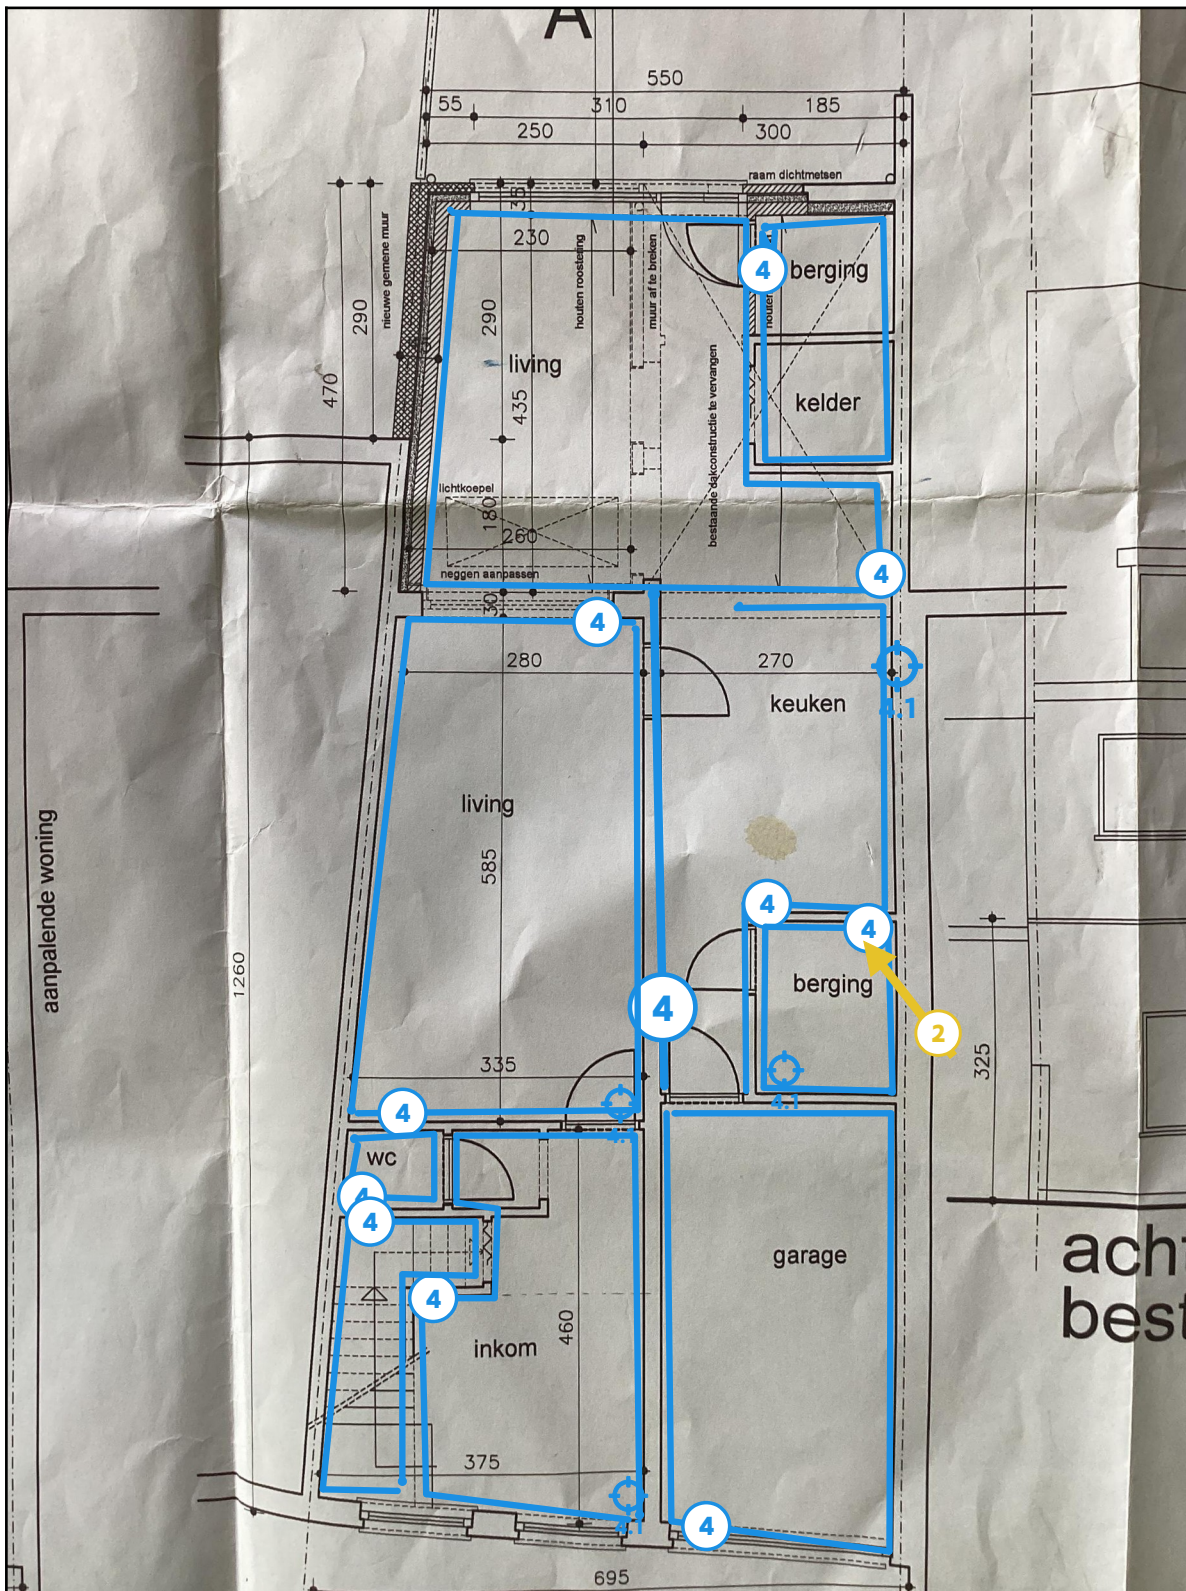 A
550
55
310
185
250
300
raam dichtmetsen
35
230
nieuwe gemene muur
houten roostering
muur af te breken
4
berging
290
290
living
470
435
bestaande dakconstructie te vervangen
kelder
lichtkoepel
180
260
neggen aanpassen
4
30
4
280
270
keuken
4.1
living
aanpalende woning
585
4
4
berging
1260
4
2
325
335
4.1
4
wc
4
4
garage
4
460
inkom
375
4.1
4
695